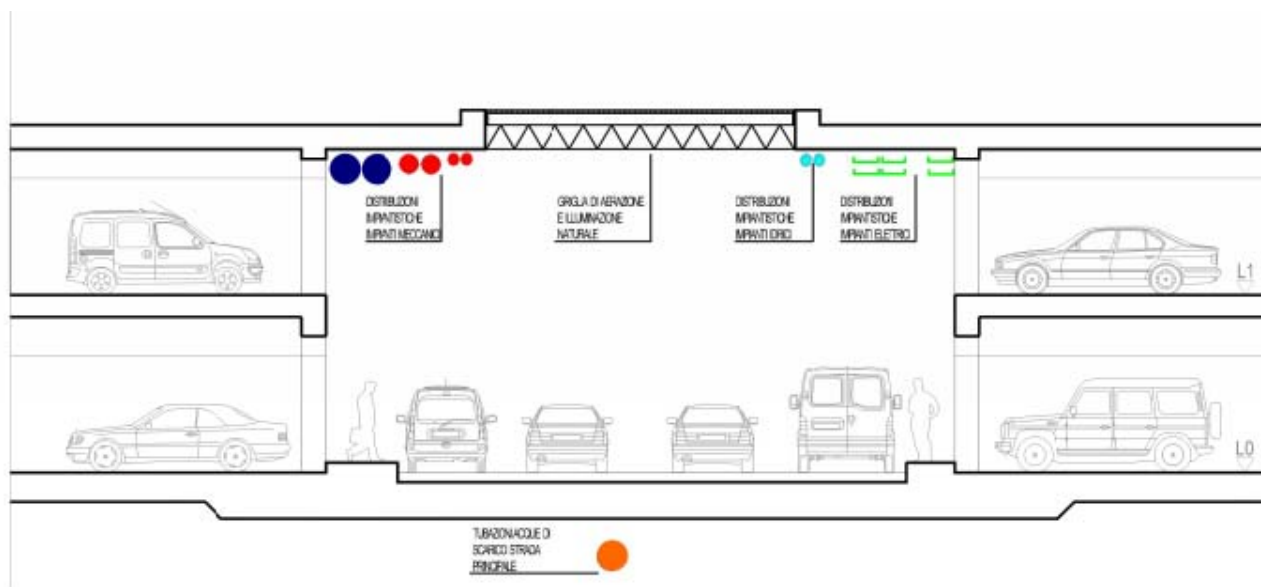 DISTRIBUZIONI
IMPIANTISTICHE
IMPIANTI MECCANICI
GRIGLIA DI AERAZIONE
E ILLUMINAZIONE
NATURALE
DISTRIBUZIONI
IMPIANTISTICHE
IMPIANTI IDRICI
DISTRIBUZIONI
IMPIANTISTICHE
IMPIANTI ELETTRICI
L1
L0
TUBAZIONI ACQUE DI
SCARICO STRADA
PRINCIPALE